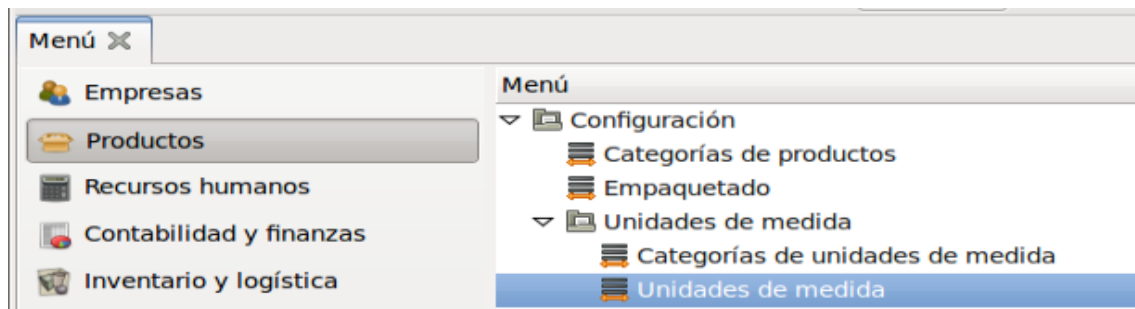 Menú
Empresas
Productos
Recursos humanos
Contabilidad y finanzas
Inventario y logística
Menú
Configuración
Categorías de productos
Empaquetado
Unidades de medida
Categorías de unidades de medida
Unidades de medida